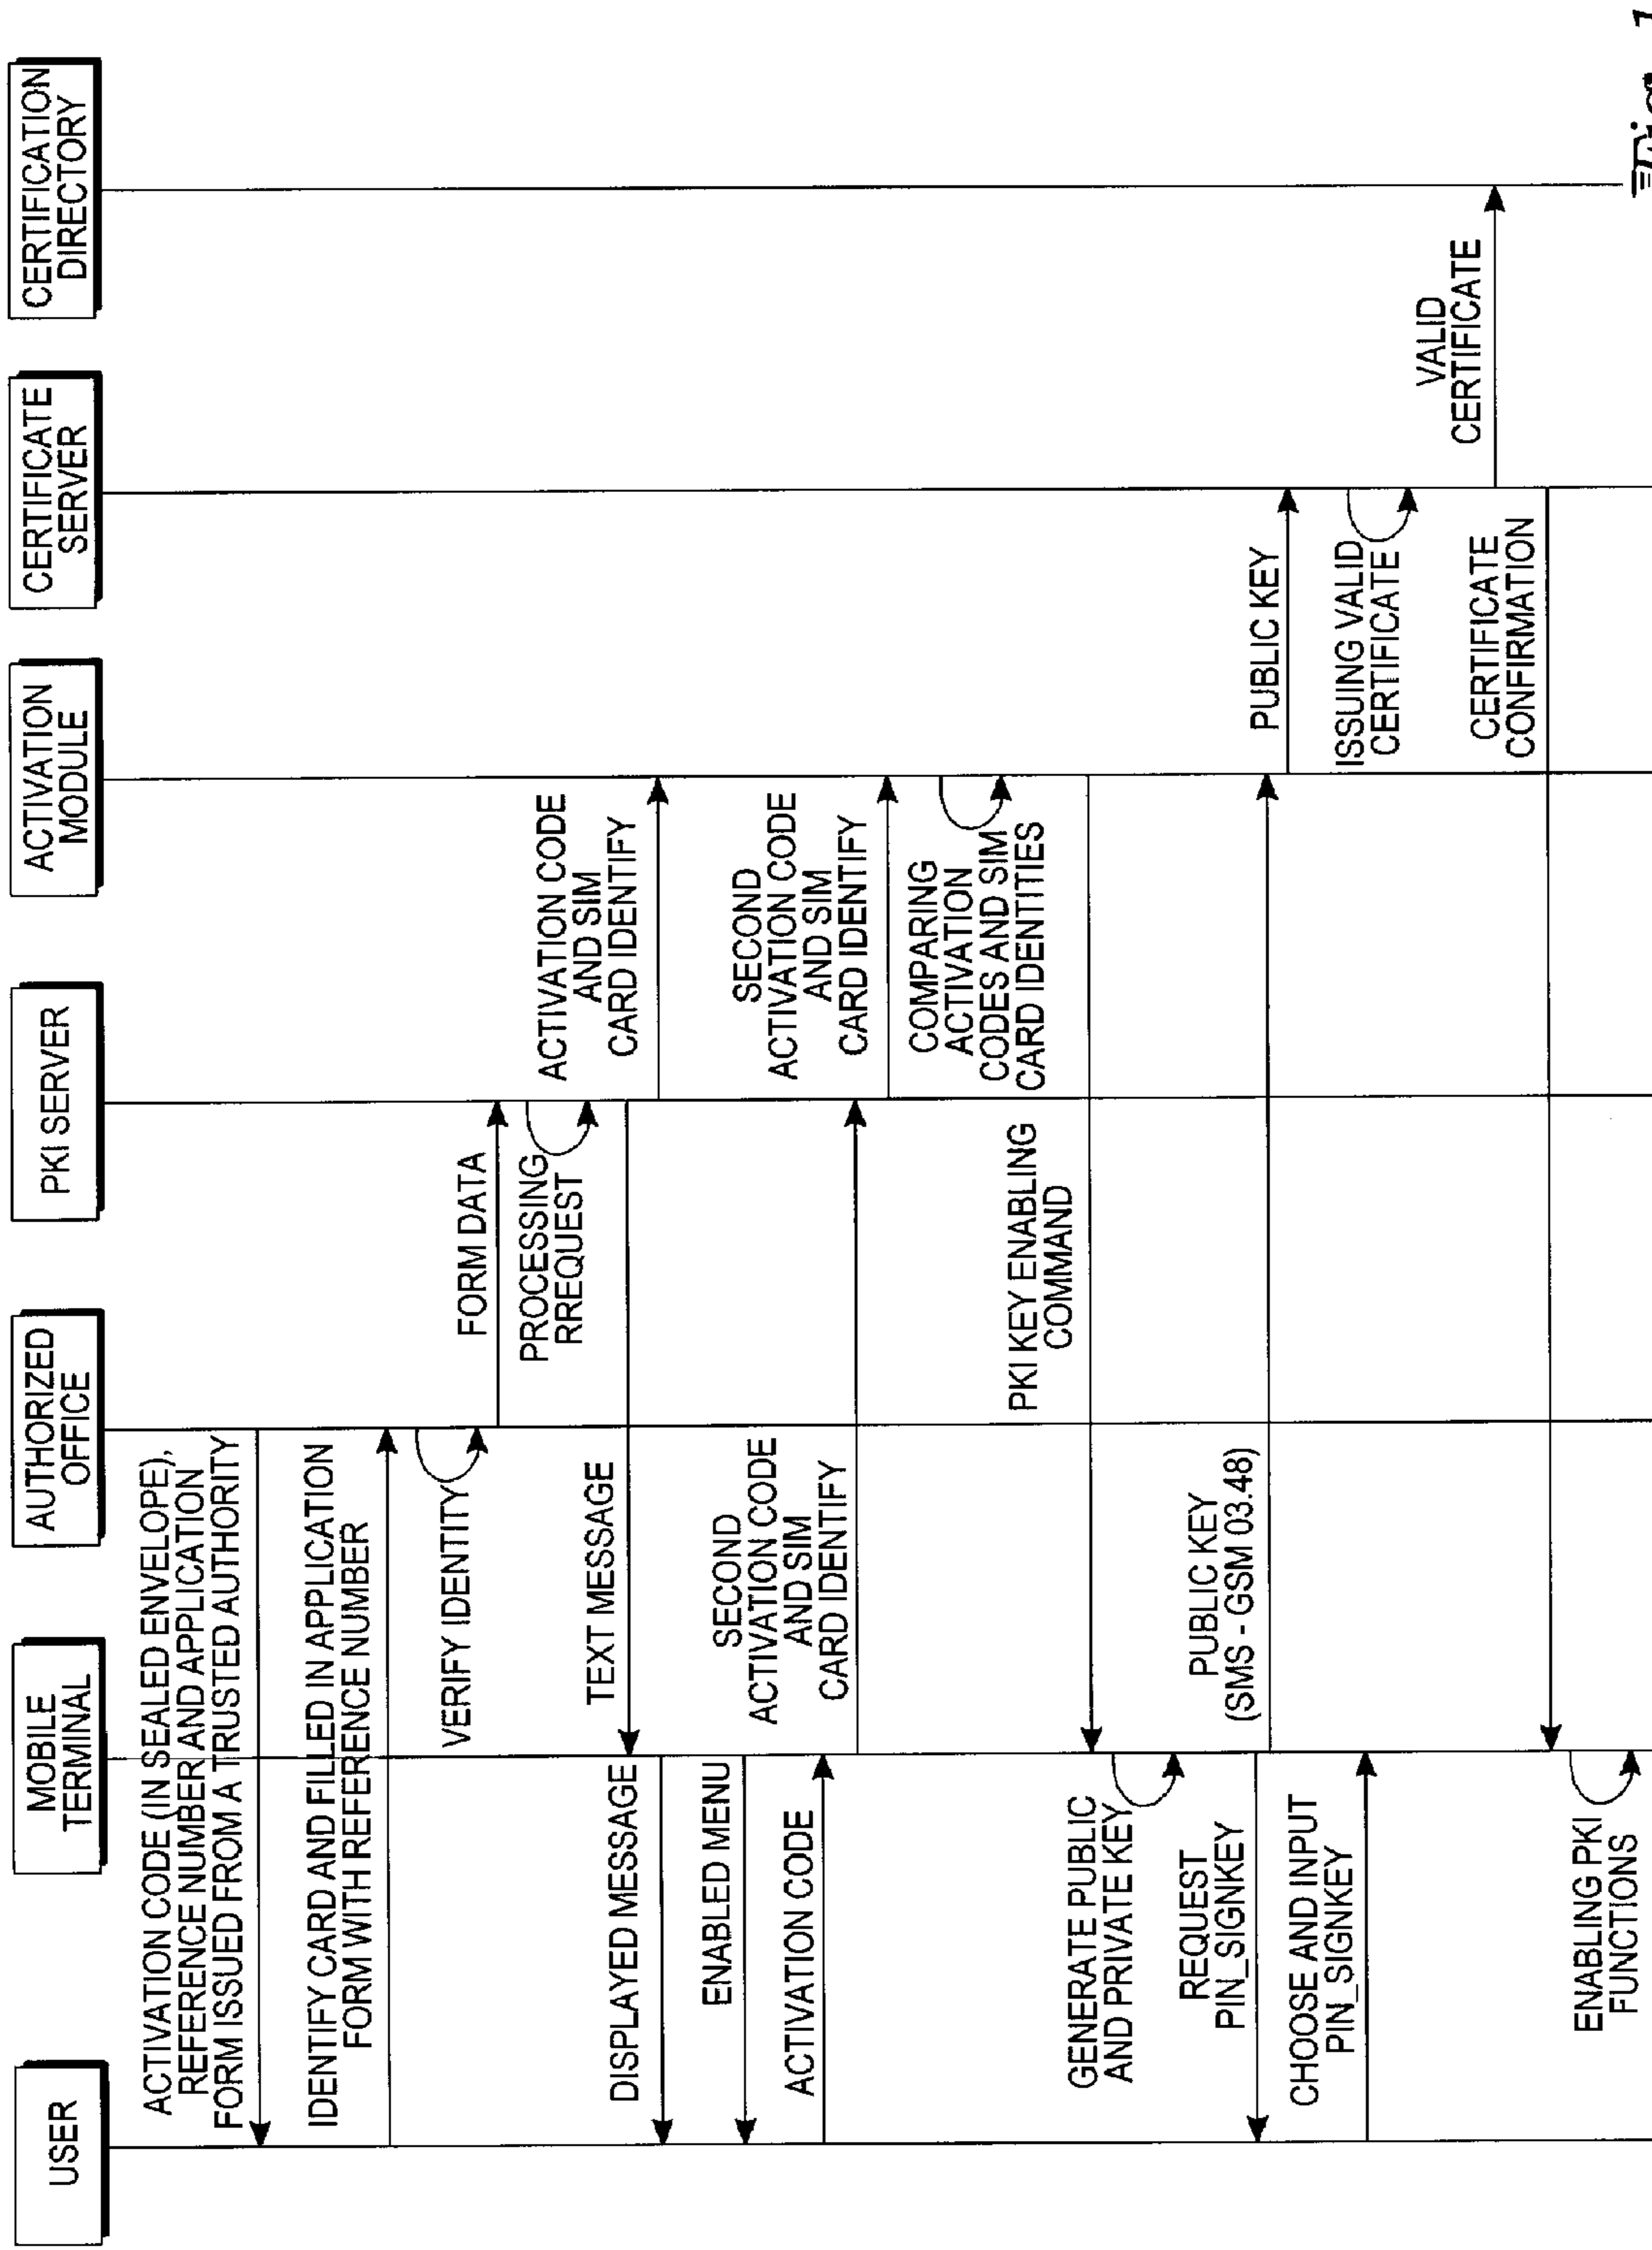 USER
MOBILE
TERMINAL
AUTHORIZED
OFFICE
PKI SERVER
ACTIVATION
MODULE
CERTIFICATE
SERVER
CERTIFICATION
DIRECTORY
ACTIVATION CODE (IN SEALED ENVELOPE),
REFERENCE NUMBER AND APPLICATION
FORM ISSUED FROM A TRUSTED AUTHORITY
IDENTIFY CARD AND FILLED IN APPLICATION
FORM WITH REFERENCE NUMBER
VERIFY IDENTITY
FORM DATA
PROCESSING
RREQUEST
TEXT MESSAGE
ACTIVATION CODE
AND SIM
CARD IDENTIFY
DISPLAYED MESSAGE
ENABLED MENU
ACTIVATION CODE
SECOND
ACTIVATION CODE
AND SIM
CARD IDENTIFY
SECOND
ACTIVATION CODE
AND SIM
CARD IDENTIFY
COMPARING
ACTIVATION
CODES AND SIM
CARD IDENTITIES
PKI KEY ENABLING
COMMAND
GENERATE PUBLIC
AND PRIVATE KEY
REQUEST
PIN_SIGNKEY
PUBLIC KEY
(SMS - GSM 03.48)
PUBLIC KEY
CHOOSE AND INPUT
PIN_SIGNKEY
ISSUING VALID
CERTIFICATE
VALID
CERTIFICATE
CERTIFICATE
CONFIRMATION
ENABLING PKI
FUNCTIONS
Fig. 1